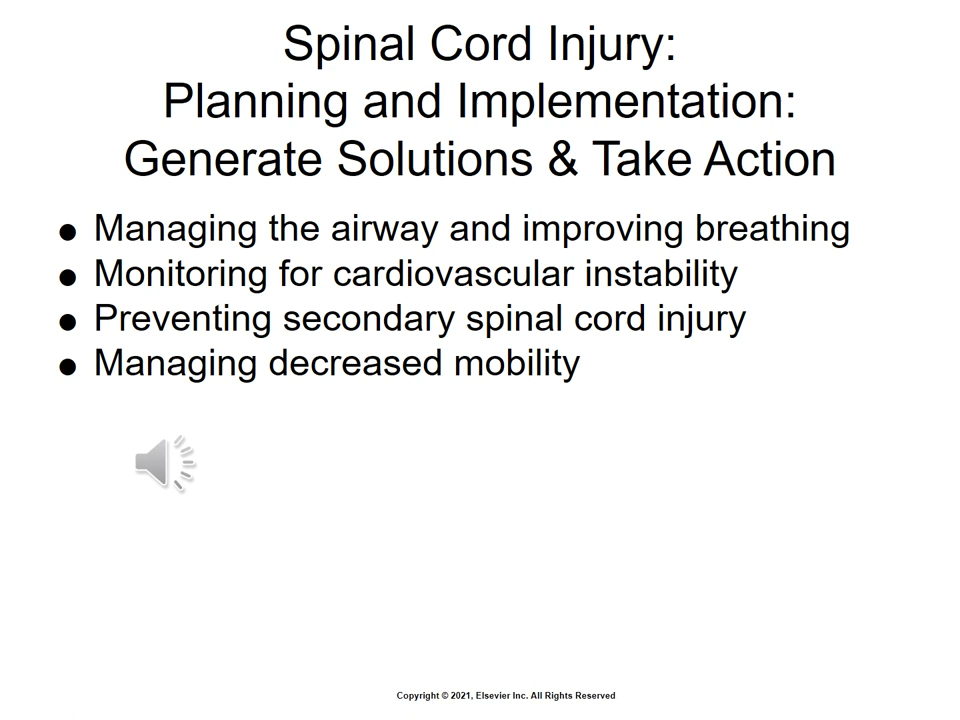 Spinal Cord Injury:
Planning and Implementation:
Generate Solutions & Take Action
● Managing the airway and improving breathing
● Monitoring for cardiovascular instability
● Preventing secondary spinal cord injury
● Managing decreased mobility
Copyright © 2021, Elsevier Inc. All Rights Reserved